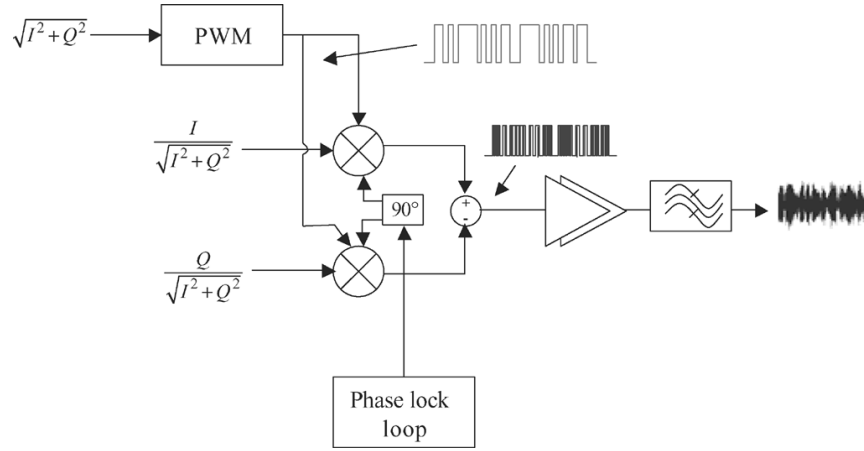 √I²+Q²
PWM
I
√I²+Q²
90°
+
-
Q
√I²+Q²
Phase lock
loop